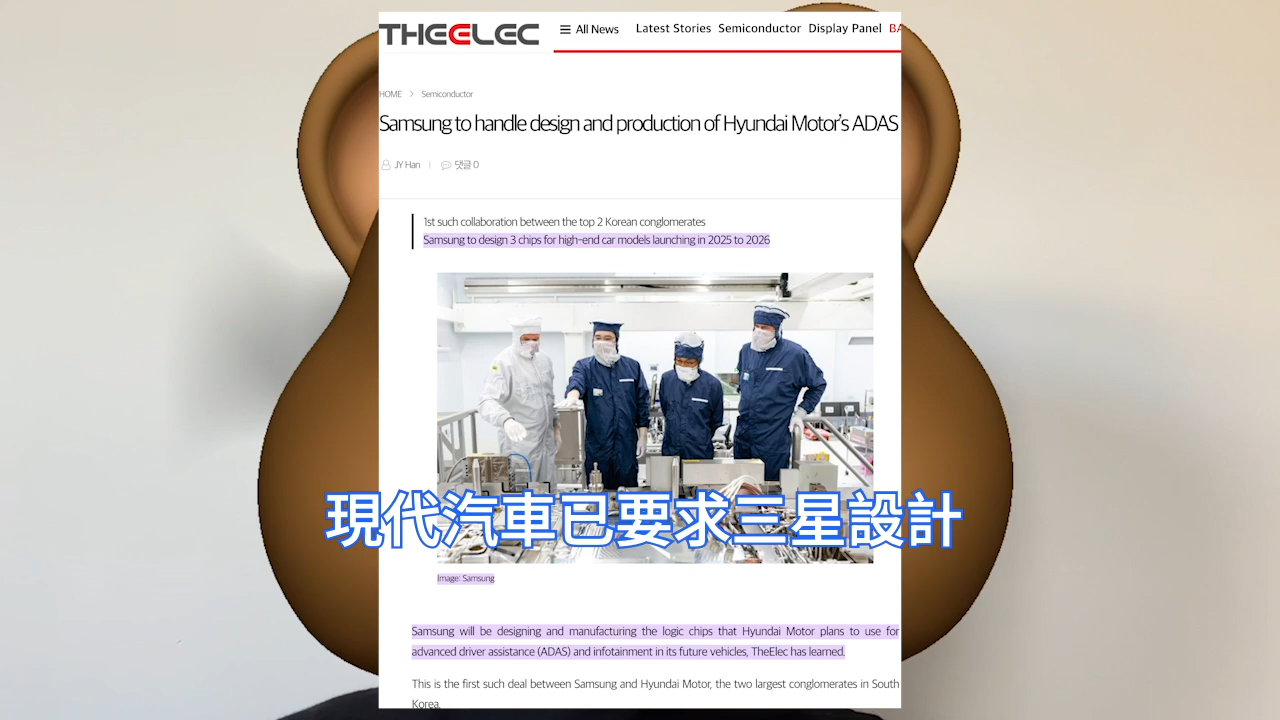 THEELEC
All News
Latest Stories Semiconductor Display Panel BA
HOME > Semiconductor
Samsung to handle design and production of Hyundai Motor's ADAS
JY Han | 댓글 0
1st such collaboration between the top 2 Korean conglomerates
Samsung to design 3 chips for high-end car models launching in 2025 to 2026
現代汽車已要求三星設計
Image: Samsung
Samsung will be designing and manufacturing the logic chips that Hyundai Motor plans to use for
advanced driver assistance (ADAS) and infotainment in its future vehicles, TheElec has learned.
This is the first such deal between Samsung and Hyundai Motor, the two largest conglomerates in South
Korea.